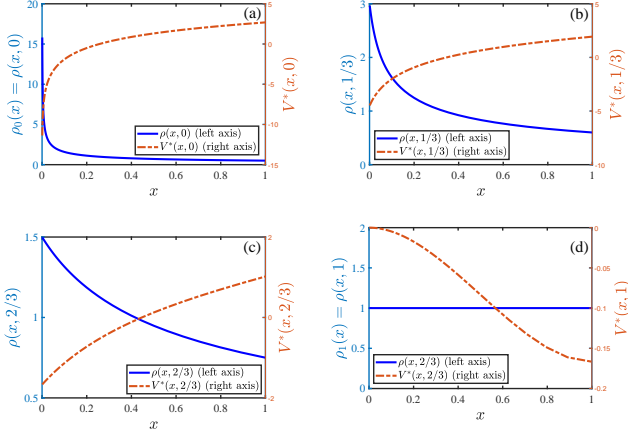 (a)
20
15
10
5
0
5
0
-5
-10
-15
ρ₀(x) = ρ(x, 0)
V*(x, 0)
ρ(x, 0) (left axis)
V*(x, 0) (right axis)
0 0.2 0.4 0.6 0.8 1
x
(b)
3
2
1
0
5
0
-5
-10
ρ(x, 1/3)
V*(x, 1/3)
ρ(x, 1/3) (left axis)
V*(x, 1/3) (right axis)
0 0.2 0.4 0.6 0.8 1
x
(c)
1.5
1
0.5
2
0
-2
ρ(x, 2/3)
V*(x, 2/3)
ρ(x, 2/3) (left axis)
V*(x, 2/3) (right axis)
0 0.2 0.4 0.6 0.8 1
x
(d)
2
1.5
1
0.5
0
0
-0.05
-0.1
-0.15
-0.2
ρ₁(x) = ρ(x, 1)
V*(x, 1)
ρ(x, 2/3) (left axis)
V*(x, 2/3) (right axis)
0 0.2 0.4 0.6 0.8 1
x